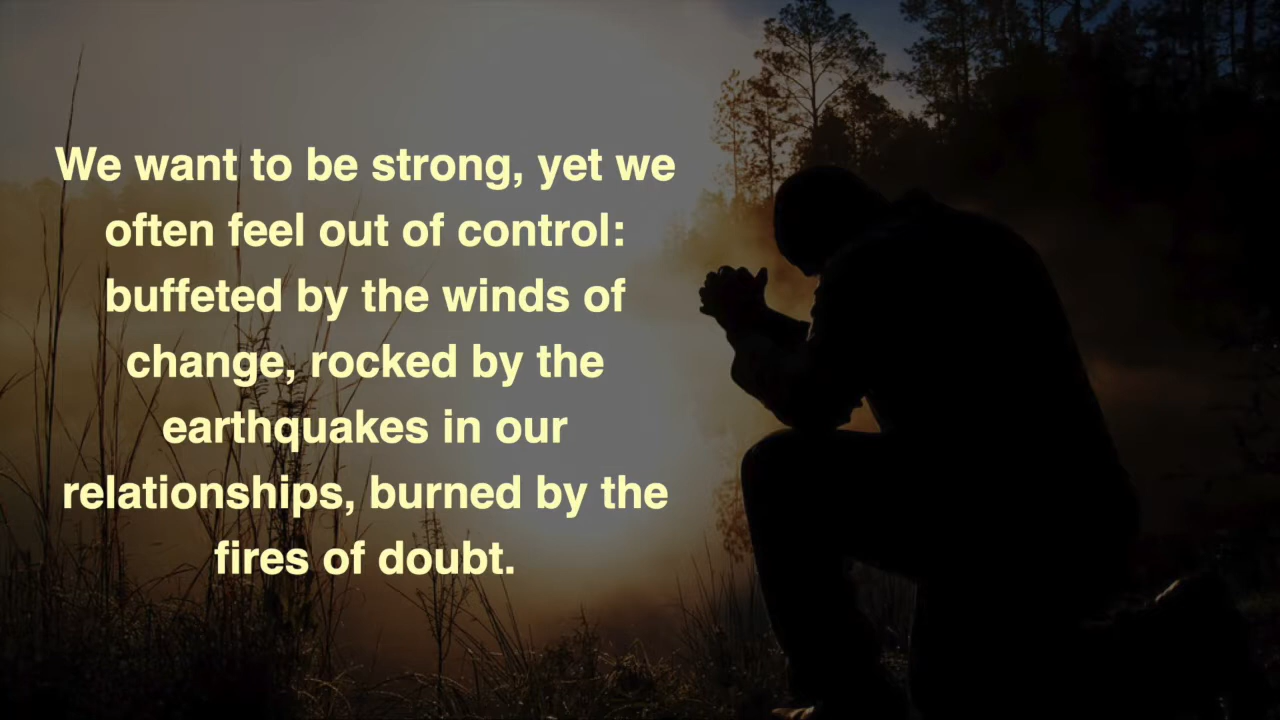 We want to be strong, yet we
often feel out of control:
buffeted by the winds of
change, rocked by the
earthquakes in our
relationships, burned by the
fires of doubt.